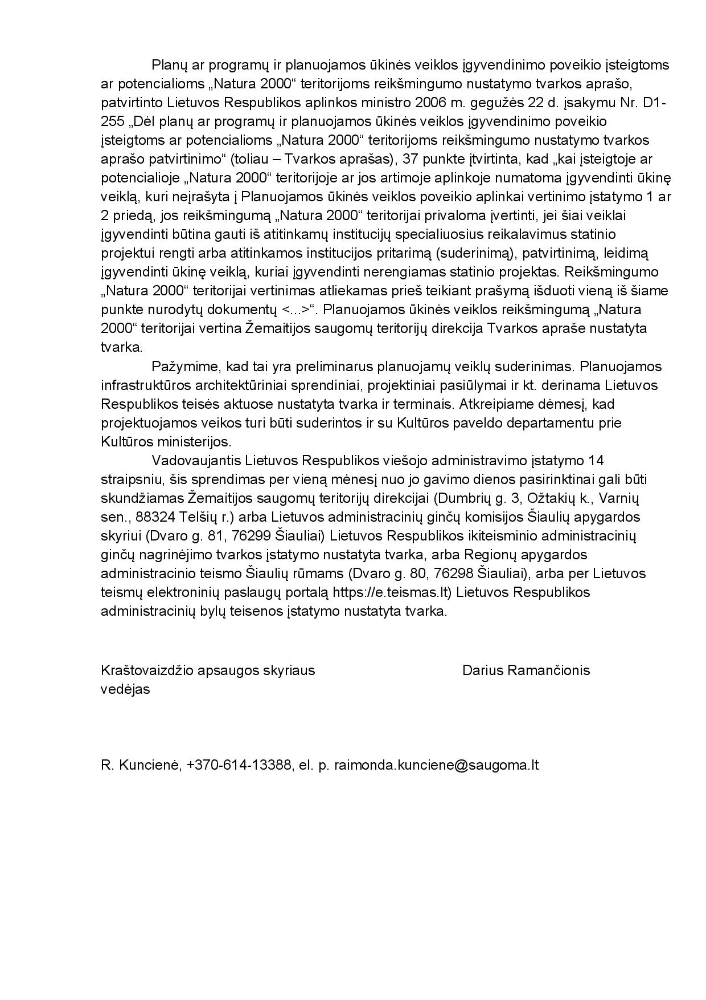 Planų ar programų ir planuojamos ūkinės veiklos įgyvendinimo poveikio įsteigtoms
ar potencialioms „Natura 2000“ teritorijoms reikšmingumo nustatymo tvarkos aprašo,
patvirtinto Lietuvos Respublikos aplinkos ministro 2006 m. gegužės 22 d. įsakymu Nr. D1-
255 „Dėl planų ar programų ir planuojamos ūkinės veiklos įgyvendinimo poveikio
įsteigtoms ar potencialioms „Natura 2000“ teritorijoms reikšmingumo nustatymo tvarkos
aprašo patvirtinimo“ (toliau – Tvarkos aprašas), 37 punkte įtvirtinta, kad „kai įsteigtoje ar
potencialioje „Natura 2000“ teritorijoje ar jos artimoje aplinkoje numatoma įgyvendinti ūkinę
veiklą, kuri neįrašyta į Planuojamos ūkinės veiklos poveikio aplinkai vertinimo įstatymo 1 ar
2 priedą, jos reikšmingumą „Natura 2000“ teritorijai privaloma įvertinti, jei šiai veiklai
įgyvendinti būtina gauti iš atitinkamų institucijų specialiuosius reikalavimus statinio
projektui rengti arba atitinkamos institucijos pritarimą (suderinimą), patvirtinimą, leidimą
įgyvendinti ūkinę veiklą, kuriai įgyvendinti nerengiamas statinio projektas. Reikšmingumo
„Natura 2000“ teritorijai vertinimas atliekamas prieš teikiant prašymą išduoti vieną iš šiame
punkte nurodytų dokumentų <...>“. Planuojamos ūkinės veiklos reikšmingumą „Natura
2000“ teritorijai vertina Žemaitijos saugomų teritorijų direkcija Tvarkos apraše nustatyta
tvarka.
Pažymime, kad tai yra preliminarus planuojamų veiklų suderinimas. Planuojamos
infrastruktūros architektūriniai sprendiniai, projektiniai pasiūlymai ir kt. derinama Lietuvos
Respublikos teisės aktuose nustatyta tvarka ir terminais. Atkreipiame dėmesį, kad
projektuojamos veikos turi būti suderintos ir su Kultūros paveldo departamentu prie
Kultūros ministerijos.
Vadovaujantis Lietuvos Respublikos viešojo administravimo įstatymo 14
straipsniu, šis sprendimas per vieną mėnesį nuo jo gavimo dienos pasirinktinai gali būti
skundžiamas Žemaitijos saugomų teritorijų direkcijai (Dumbrių g. 3, Ožtakių k., Varnių
sen., 88324 Telšių r.) arba Lietuvos administracinių ginčų komisijos Šiaulių apygardos
skyriui (Dvaro g. 81, 76299 Šiauliai) Lietuvos Respublikos ikiteisminio administracinių
ginčų nagrinėjimo tvarkos įstatymo nustatyta tvarka, arba Regionų apygardos
administracinio teismo Šiaulių rūmams (Dvaro g. 80, 76298 Šiauliai), arba per Lietuvos
teismų elektroninių paslaugų portalą https://e.teismas.lt) Lietuvos Respublikos
administracinių bylų teisenos įstatymo nustatyta tvarka.
Kraštovaizdžio apsaugos skyriaus Darius Ramančionis
vedėjas
R. Kuncienė, +370-614-13388, el. p. raimonda.kunciene@saugoma.lt